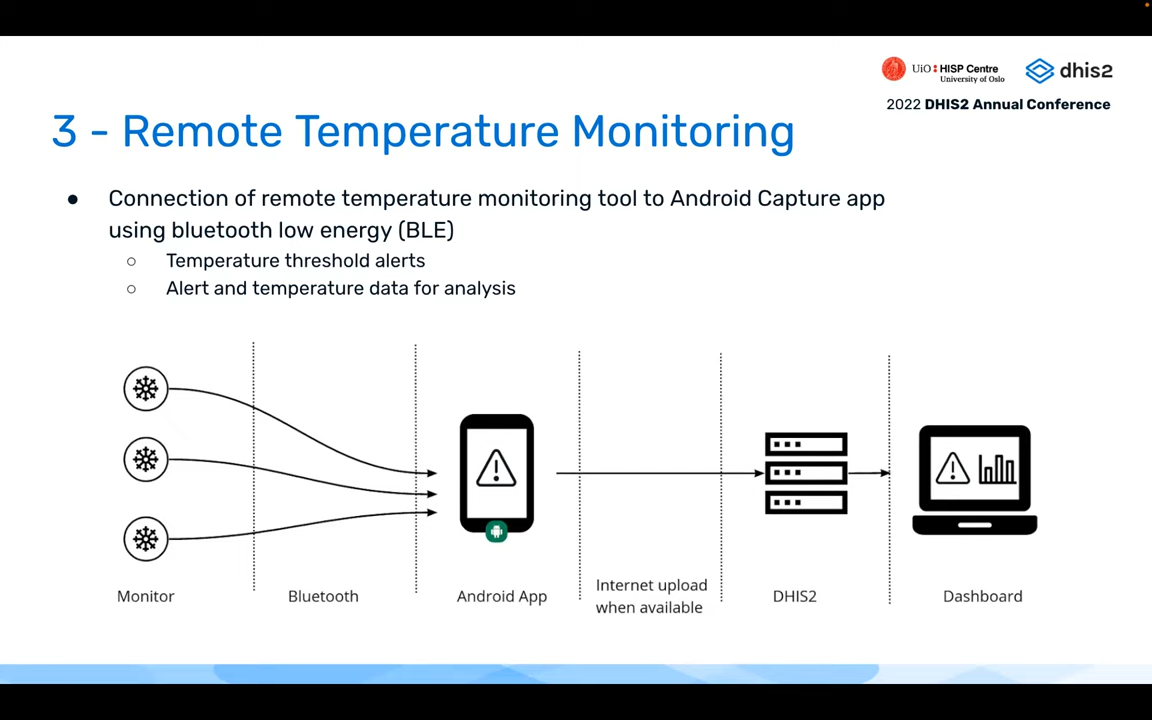 UiO: HISP Centre
University of Oslo
dhis2
2022 DHIS2 Annual Conference
3 - Remote Temperature Monitoring
● Connection of remote temperature monitoring tool to Android Capture app
using bluetooth low energy (BLE)
○ Temperature threshold alerts
○ Alert and temperature data for analysis
Monitor
Bluetooth
Android App
Internet upload
when available
DHIS2
Dashboard